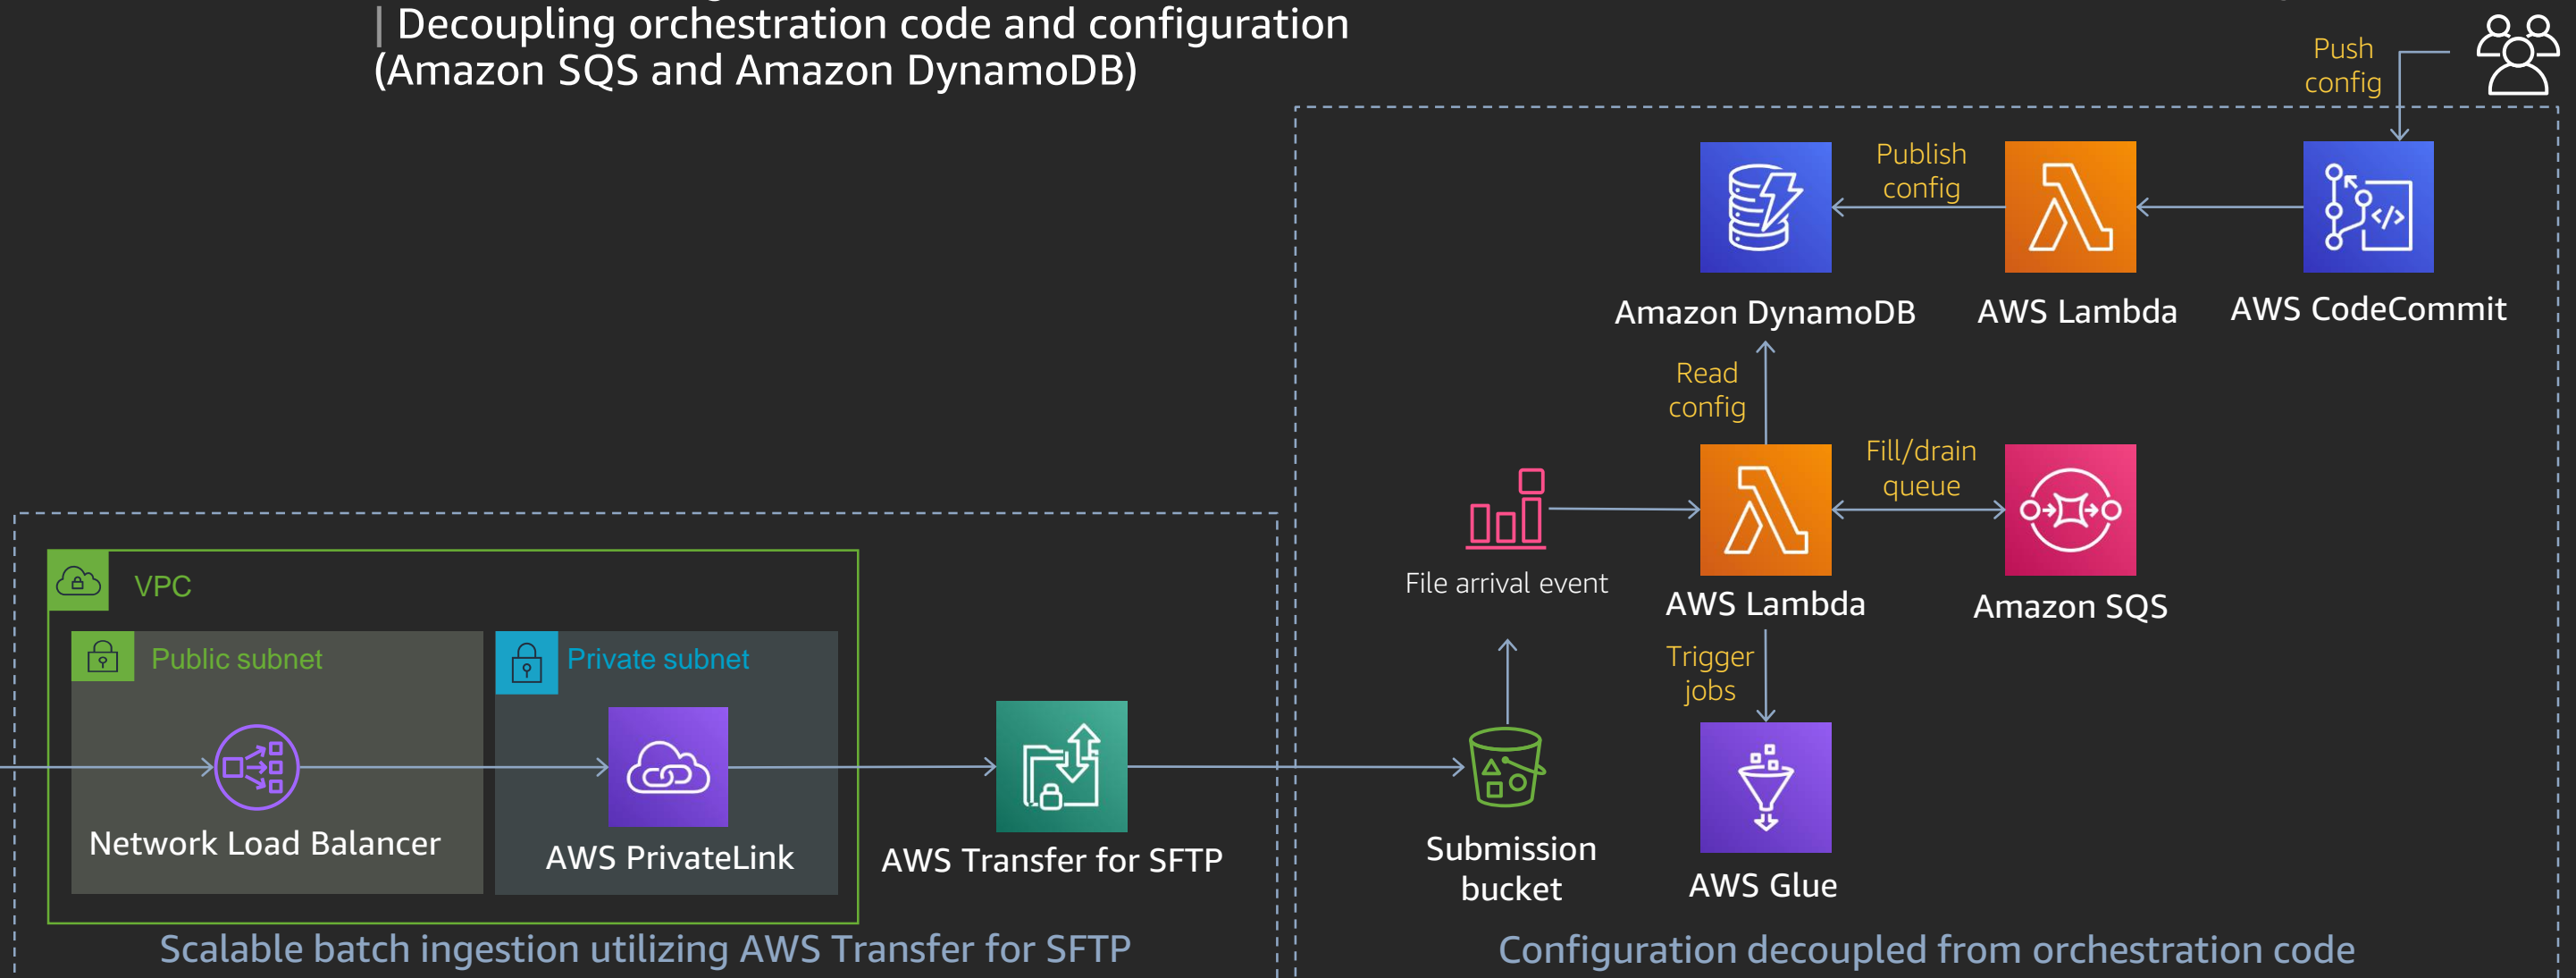 | Decoupling orchestration code and configuration
(Amazon SQS and Amazon DynamoDB)
Push
config
Publish
config
Amazon DynamoDB
AWS Lambda
AWS CodeCommit
Read
config
Fill/drain
queue
File arrival event
AWS Lambda
Amazon SQS
VPC
Public subnet
Private subnet
Trigger
jobs
Network Load Balancer
AWS PrivateLink
AWS Transfer for SFTP
Submission
bucket
AWS Glue
Scalable batch ingestion utilizing AWS Transfer for SFTP
Configuration decoupled from orchestration code